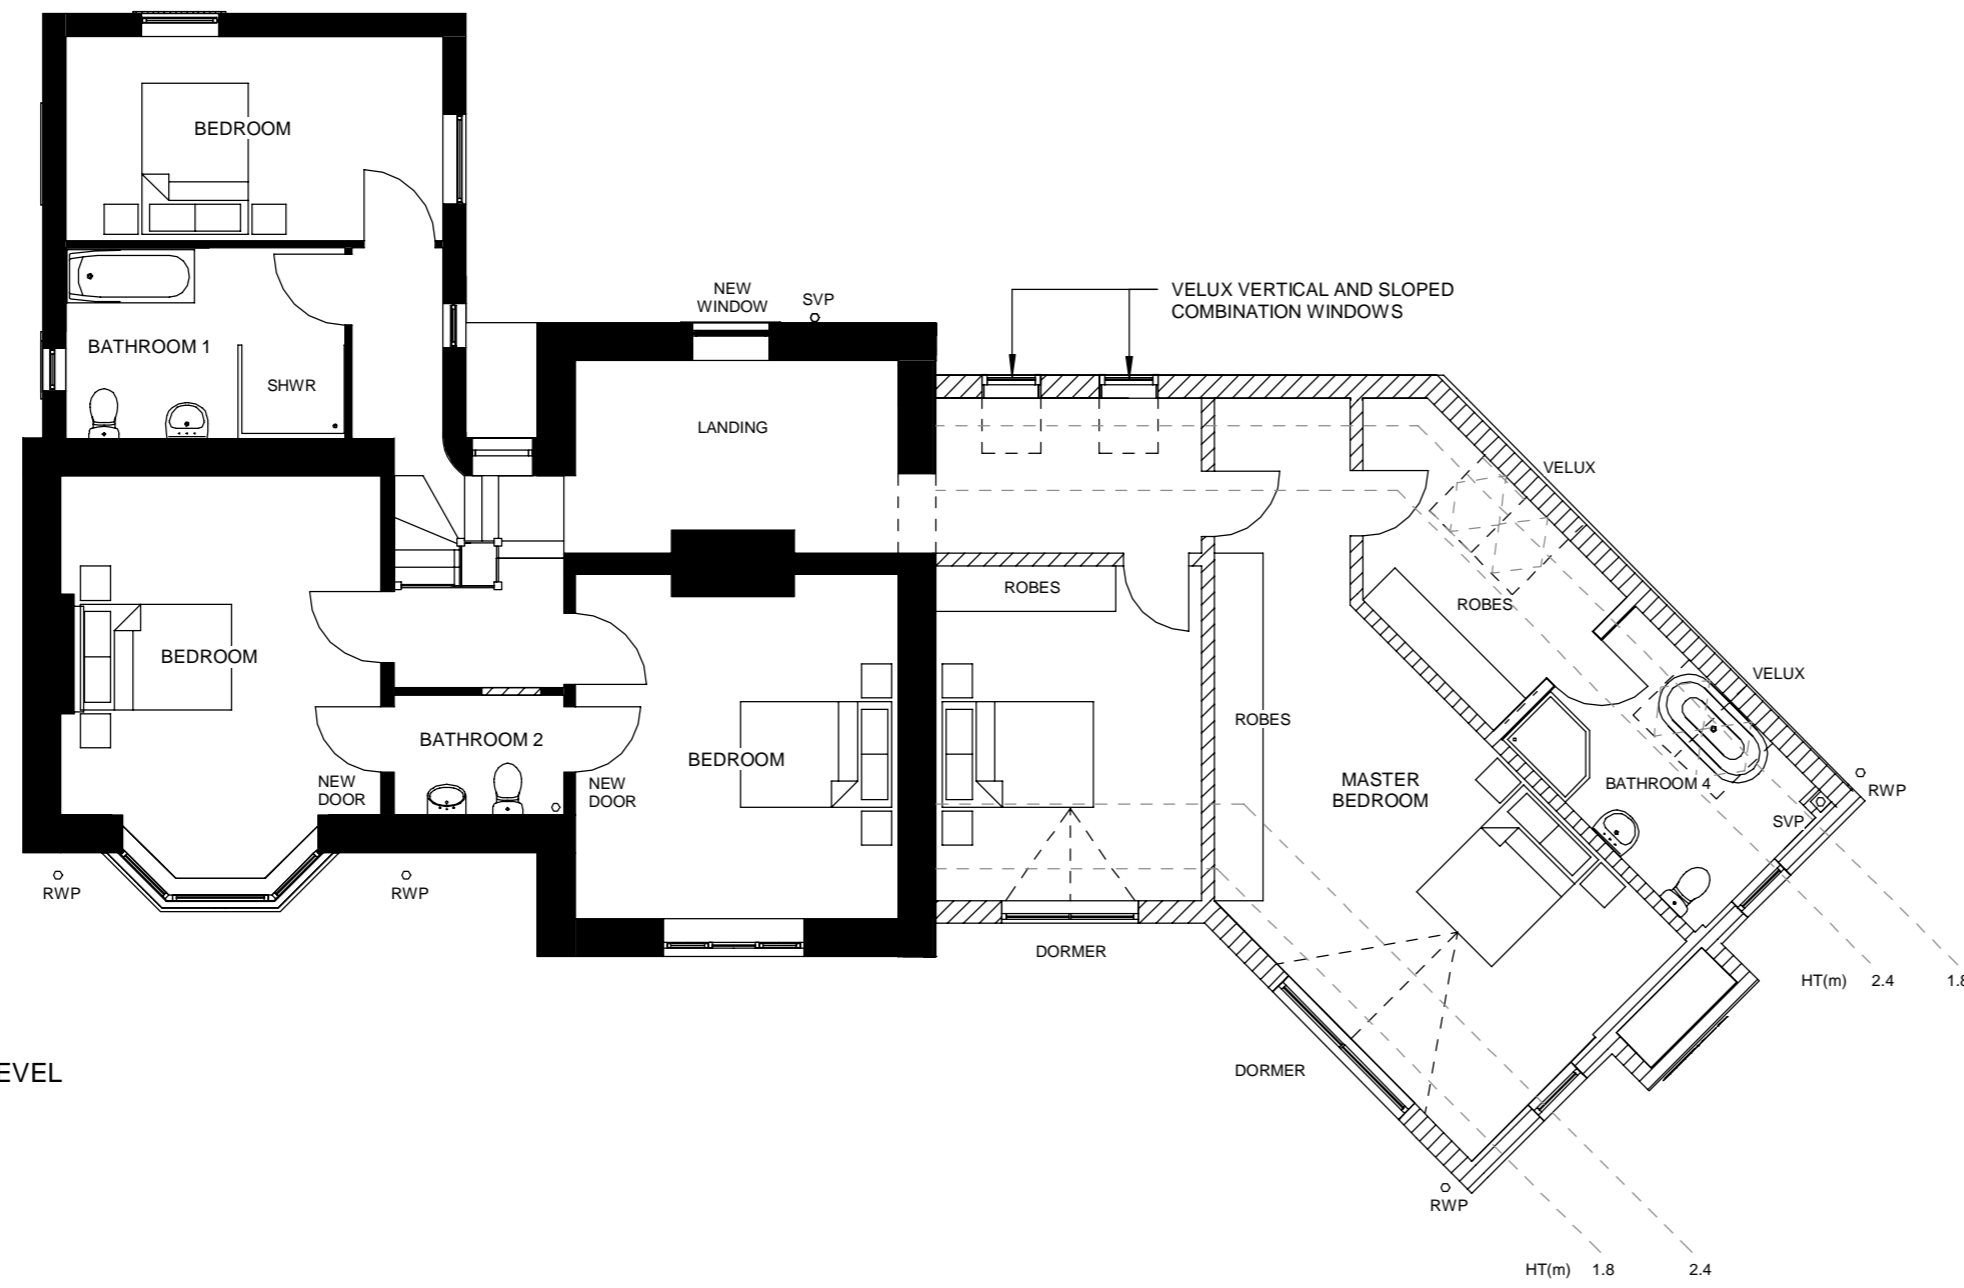 BEDROOM
BATHROOM 1
SHWR
NEW
WINDOW
SVP
VELUX VERTICAL AND SLOPED
COMBINATION WINDOWS
LANDING
VELUX
ROBES
ROBES
BEDROOM
VELUX
ROBES
BATHROOM 2
BEDROOM
MASTER
BEDROOM
BATHROOM 4
RWP
NEW
DOOR
NEW
DOOR
SVP
RWP
RWP
DORMER
HT(m) 2.4 1.8
EVEL
DORMER
RWP
HT(m) 1.8 2.4